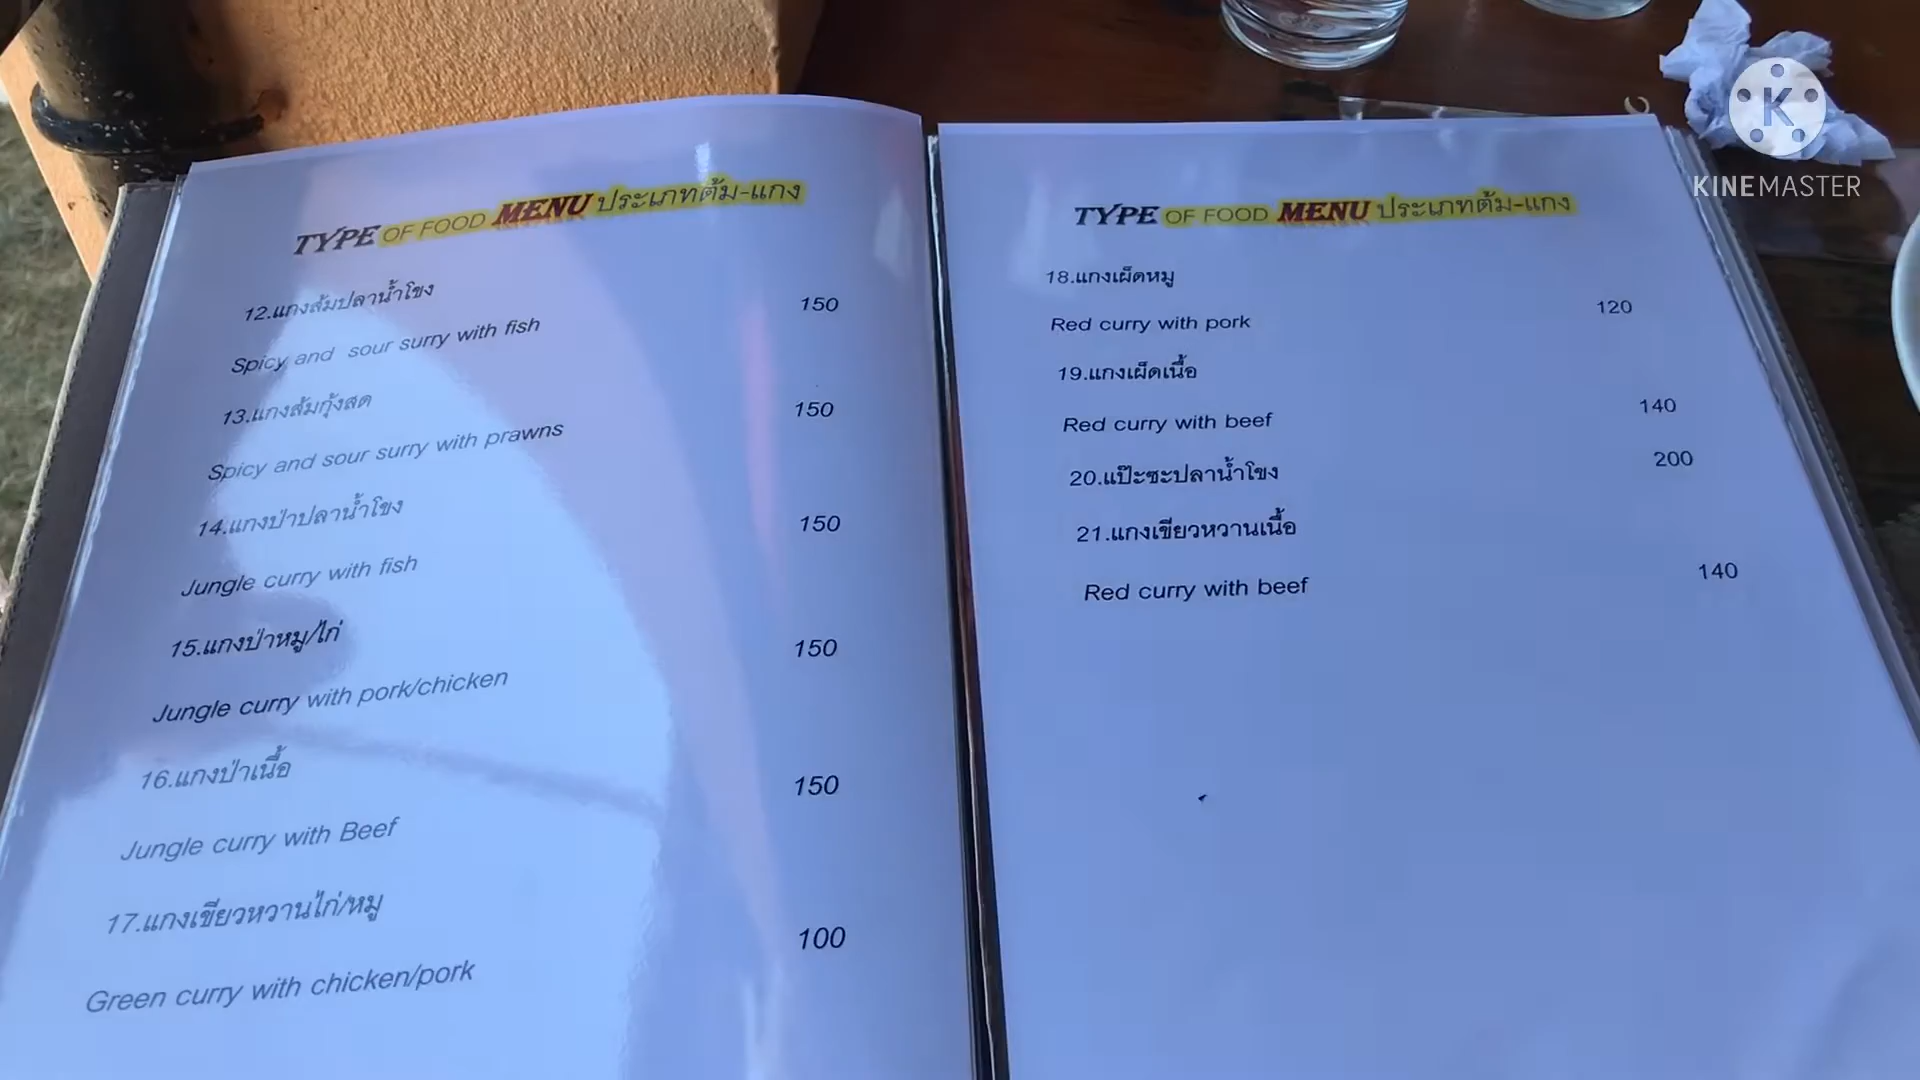 TYPE OF FOOD MENU ประเภทต้ม-แกง
12.แกงส้มปลาน้ำโขง
Spicy and sour surry with fish 150
13.แกงส้มกุ้งสด
Spicy and sour surry with prawns 150
14.แกงป่าปลาน้ำโขง
Jungle curry with fish 150
15.แกงป่าหมู/ไก่
Jungle curry with pork/chicken 150
16.แกงป่าเนื้อ
Jungle curry with Beef 150
17.แกงเขียวหวานไก่/หมู
Green curry with chicken/pork 100
TYPE OF FOOD MENU ประเภทต้ม-แกง
18.แกงเผ็ดหมู
Red curry with pork 120
19.แกงเผ็ดเนื้อ
Red curry with beef 140
20.แป๊ะซะปลาน้ำโขง 200
21.แกงเขียวหวานเนื้อ
Red curry with beef 140
K
KINEMASTER